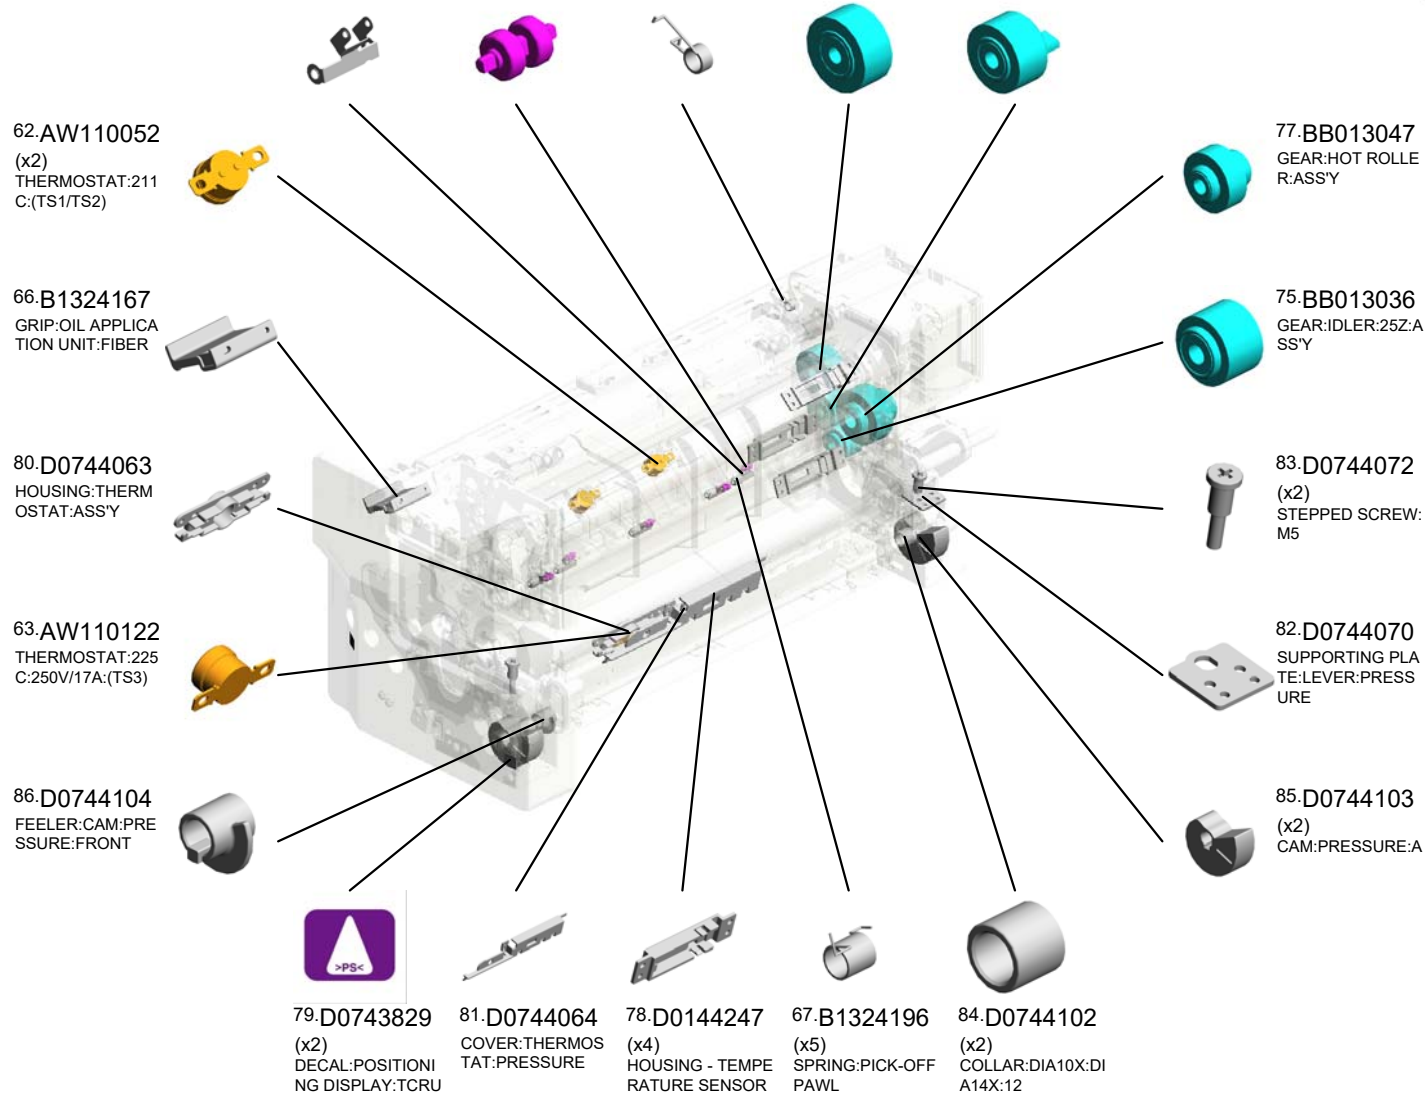 62.AW110052
(x2)
THERMOSTAT:211
C:(TS1/TS2)
66.B1324167
GRIP:OIL APPLICA
TION UNIT:FIBER
80.D0744063
HOUSING:THERM
OSTAT:ASS'Y
63.AW110122
THERMOSTAT:225
C:250V/17A:(TS3)
86.D0744104
FEELER:CAM:PRE
SSURE:FRONT
77.BB013047
GEAR:HOT ROLLE
R:ASS'Y
75.BB013036
GEAR:IDLER:25Z:A
SS'Y
83.D0744072
(x2)
STEPPED SCREW:
M5
82.D0744070
SUPPORTING PLA
TE:LEVER:PRESS
URE
85.D0744103
(x2)
CAM:PRESSURE:A
>PS<
79.D0743829
(x2)
DECAL:POSITIONI
NG DISPLAY:TCRU
81.D0744064
COVER:THERMOS
TAT:PRESSURE
78.D0144247
(x4)
HOUSING - TEMPE
RATURE SENSOR
67.B1324196
(x5)
SPRING:PICK-OFF
PAWL
84.D0744102
(x2)
COLLAR:DIA10X:DI
A14X:12